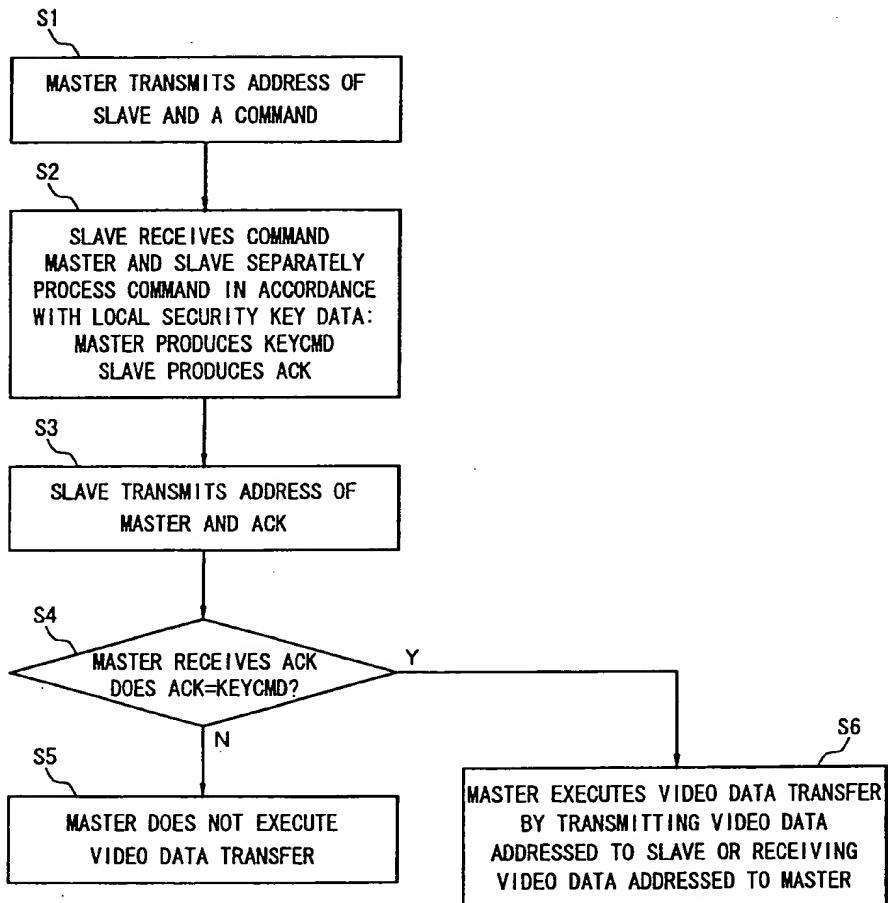 S1
MASTER TRANSMITS ADDRESS OF
SLAVE AND A COMMAND
S2
SLAVE RECEIVES COMMAND
MASTER AND SLAVE SEPARATELY
PROCESS COMMAND IN ACCORDANCE
WITH LOCAL SECURITY KEY DATA:
MASTER PRODUCES KEYCMD
SLAVE PRODUCES ACK
S3
SLAVE TRANSMITS ADDRESS OF
MASTER AND ACK
S4
MASTER RECEIVES ACK
DOES ACK=KEYCMD?
Y
N
S5
MASTER DOES NOT EXECUTE
VIDEO DATA TRANSFER
S6
MASTER EXECUTES VIDEO DATA TRANSFER
BY TRANSMITTING VIDEO DATA
ADDRESSED TO SLAVE OR RECEIVING
VIDEO DATA ADDRESSED TO MASTER